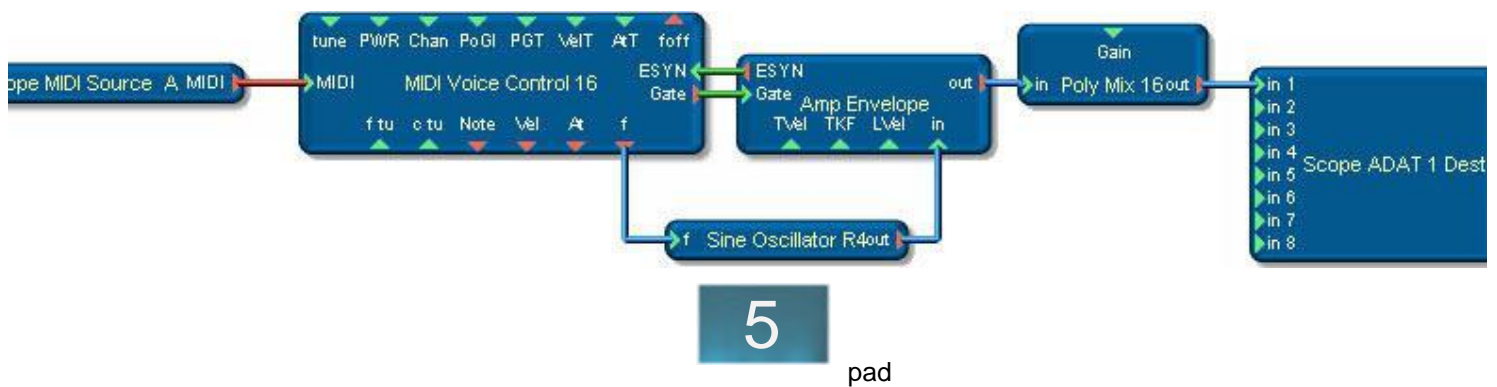 tune PWR Chan PoGl PGT VelT AtT foff
ope MIDI Source A MIDI
MIDI MIDI Voice Control 16
ESYN
Gate
f tu c tu Note Vel At f
ESYN
Gate
Amp Envelope
out
TVel TKF LVel in
f Sine Oscillator R4 out
Gain
in Poly Mix 16 out
in 1
in 2
in 3
in 4
in 5
in 6
in 7
in 8
Scope ADAT 1 Dest
5
pad